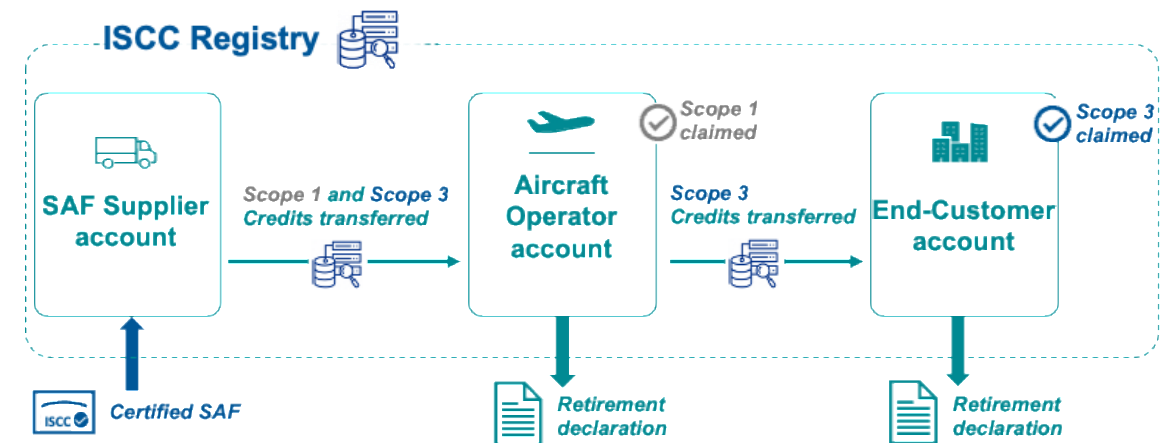 ISCC Registry
SAF Supplier
account
Scope 1 and Scope 3
Credits transferred
Aircraft
Operator
account
Scope 1
claimed
Scope 3
Credits transferred
End-Customer
account
Scope 3
claimed
ISCC
Certified SAF
Retirement
declaration
Retirement
declaration